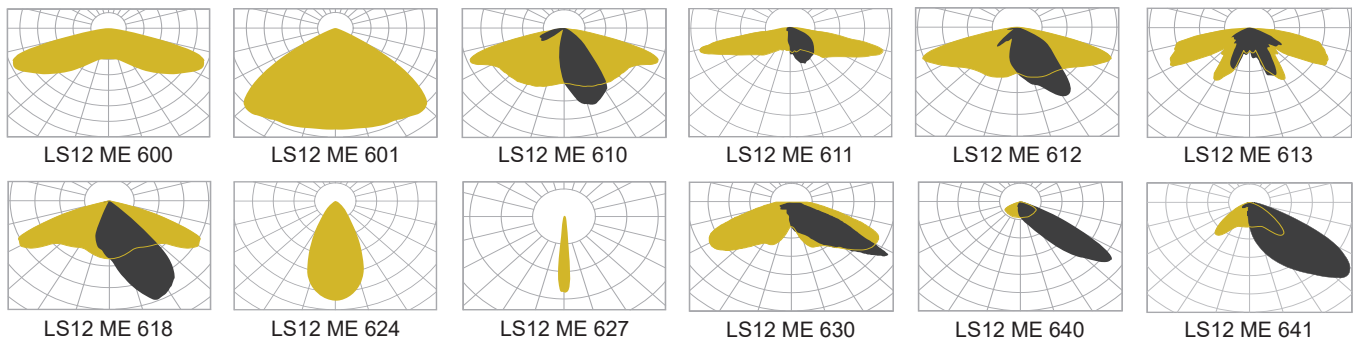 LS12 ME 600
LS12 ME 601
LS12 ME 610
LS12 ME 611
LS12 ME 612
LS12 ME 613
LS12 ME 618
LS12 ME 624
LS12 ME 627
LS12 ME 630
LS12 ME 640
LS12 ME 641